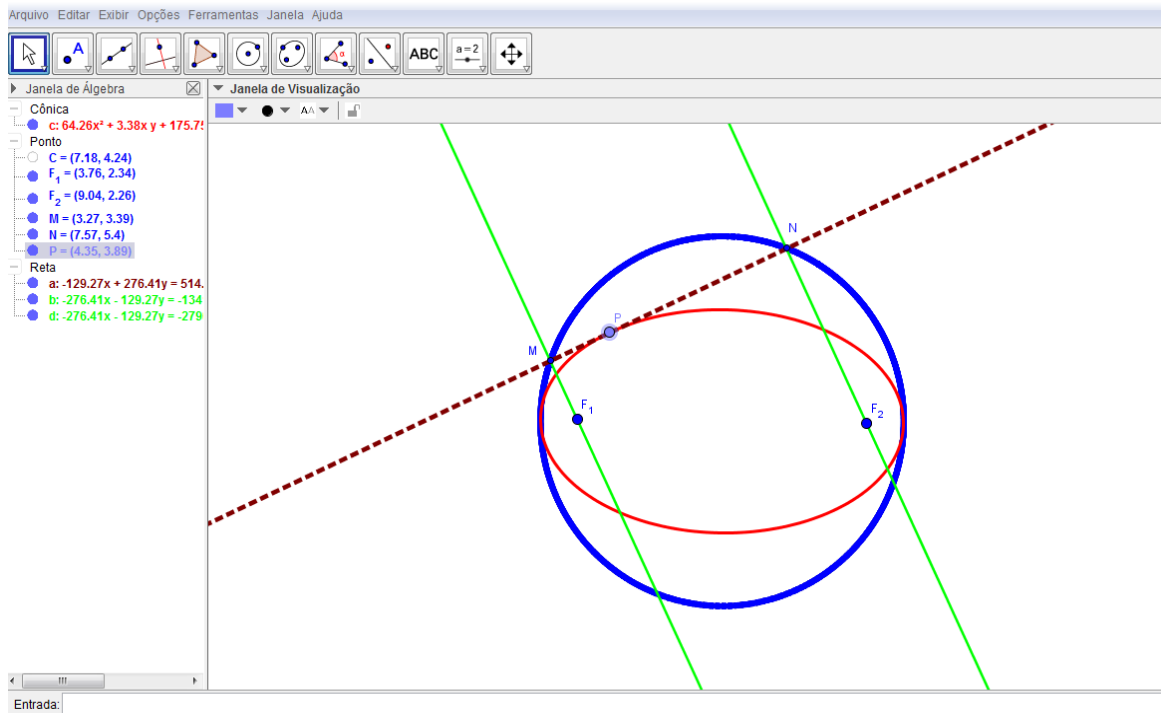 Arquivo Editar Exibir Opções Ferramentas Janela Ajuda
A
α
ABC
a=2
Janela de Álgebra
Janela de Visualização
AA
Cônica
c: 64.26x² + 3.38x y + 175.75
Ponto
C = (7.18, 4.24)
F₁ = (3.76, 2.34)
F₂ = (9.04, 2.26)
M = (3.27, 3.39)
N = (7.57, 5.4)
P = (4.35, 3.89)
Reta
a: -129.27x + 276.41y = 514.
b: -276.41x - 129.27y = -134
d: -276.41x - 129.27y = -279
N
P
M
F₁
F₂
Entrada: